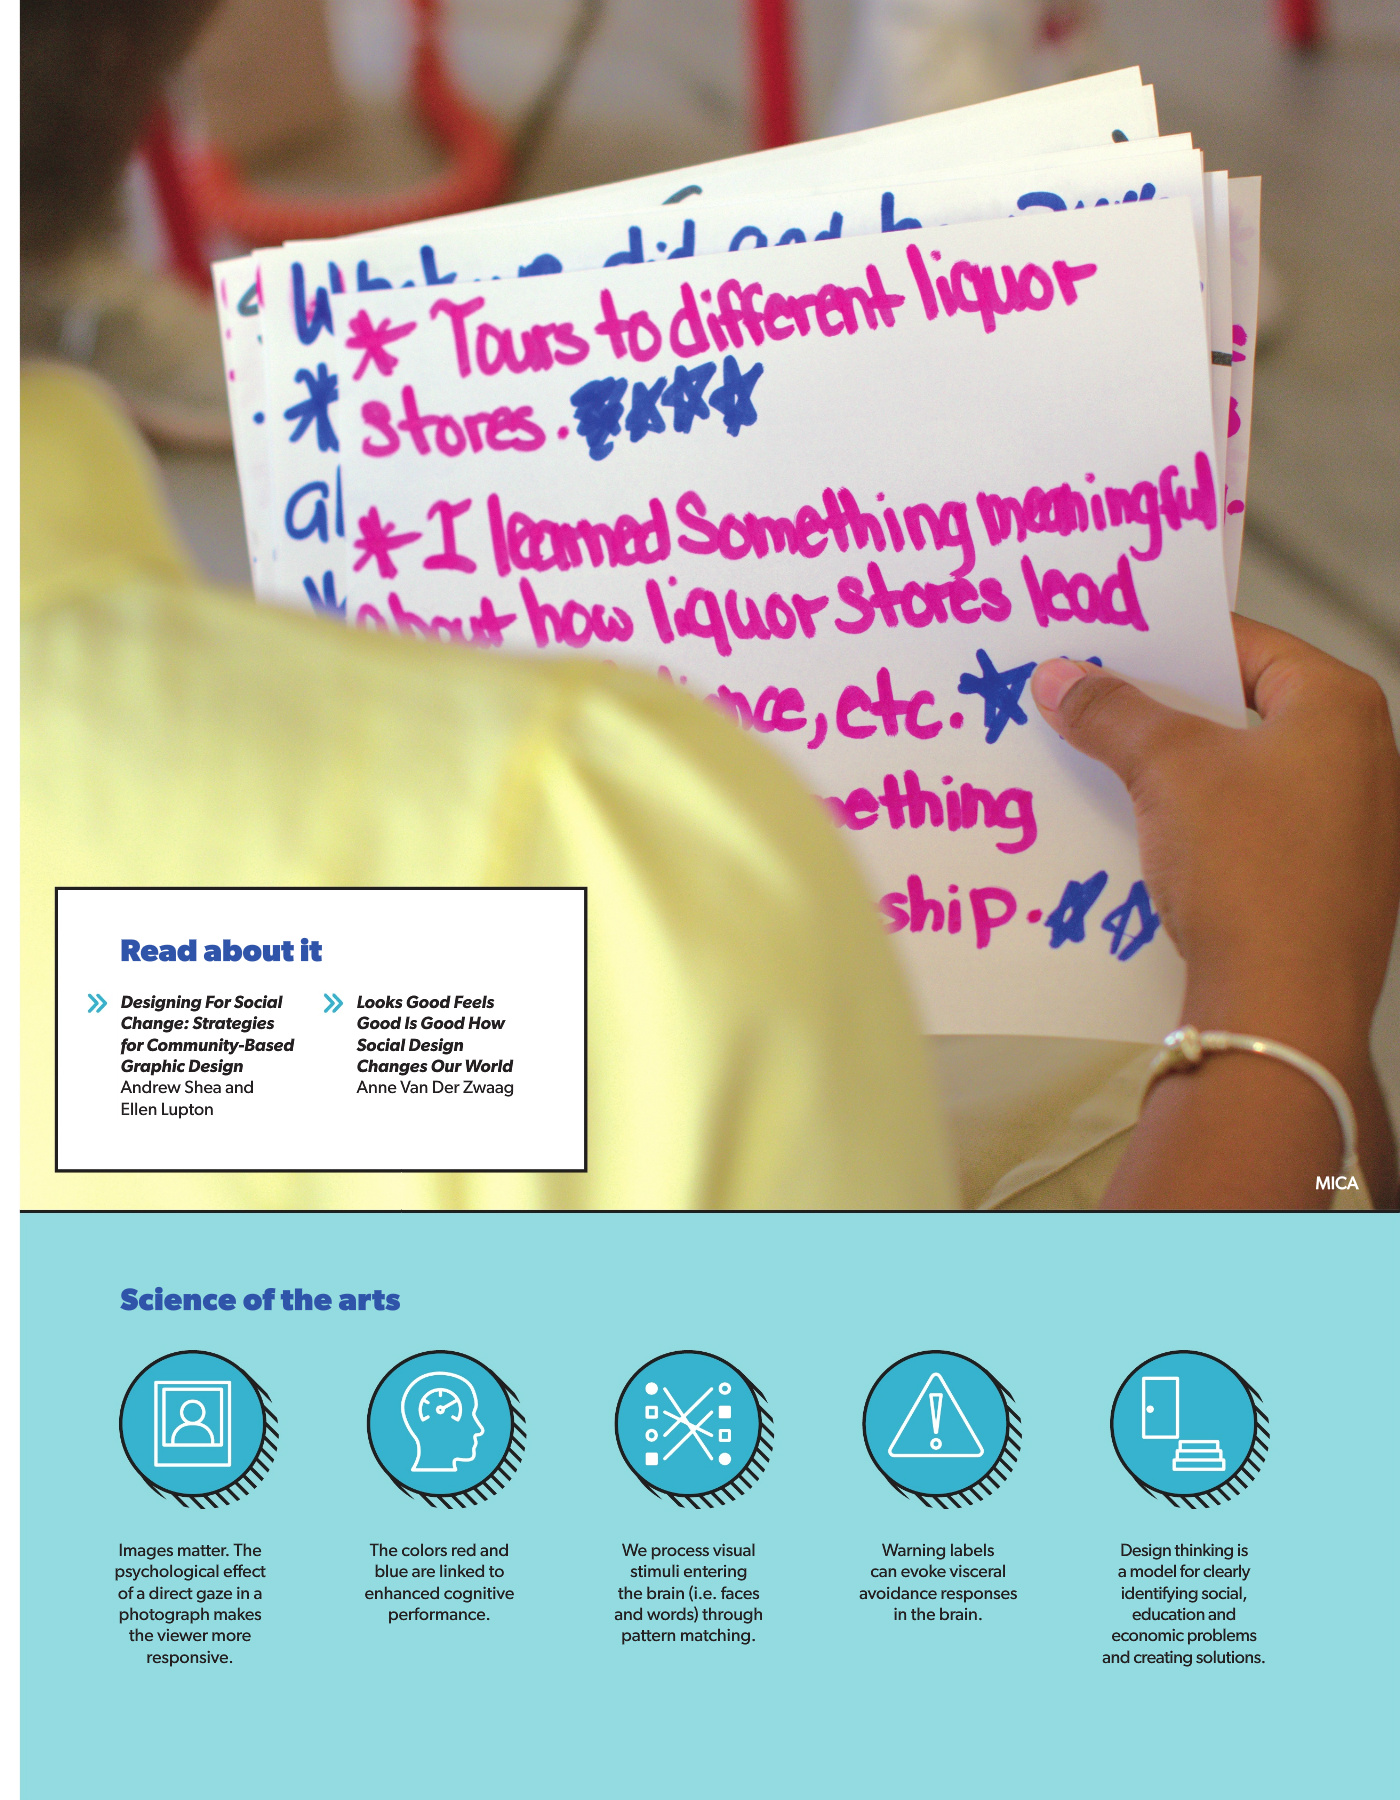 What we did and h
* Tours to different liquor
stores.
* I learned Something meaningful
about how liquor stores lead
nce, etc.
ething
ship.
Read about it
Designing For Social
Change: Strategies
for Community-Based
Graphic Design
Andrew Shea and
Ellen Lupton
Looks Good Feels
Good Is Good How
Social Design
Changes Our World
Anne Van Der Zwaag
MICA
Science of the arts
Images matter. The
psychological effect
of a direct gaze in a
photograph makes
the viewer more
responsive.
The colors red and
blue are linked to
enhanced cognitive
performance.
We process visual
stimuli entering
the brain (i.e. faces
and words) through
pattern matching.
Warning labels
can evoke visceral
avoidance responses
in the brain.
Design thinking is
a model for clearly
identifying social,
education and
economic problems
and creating solutions.